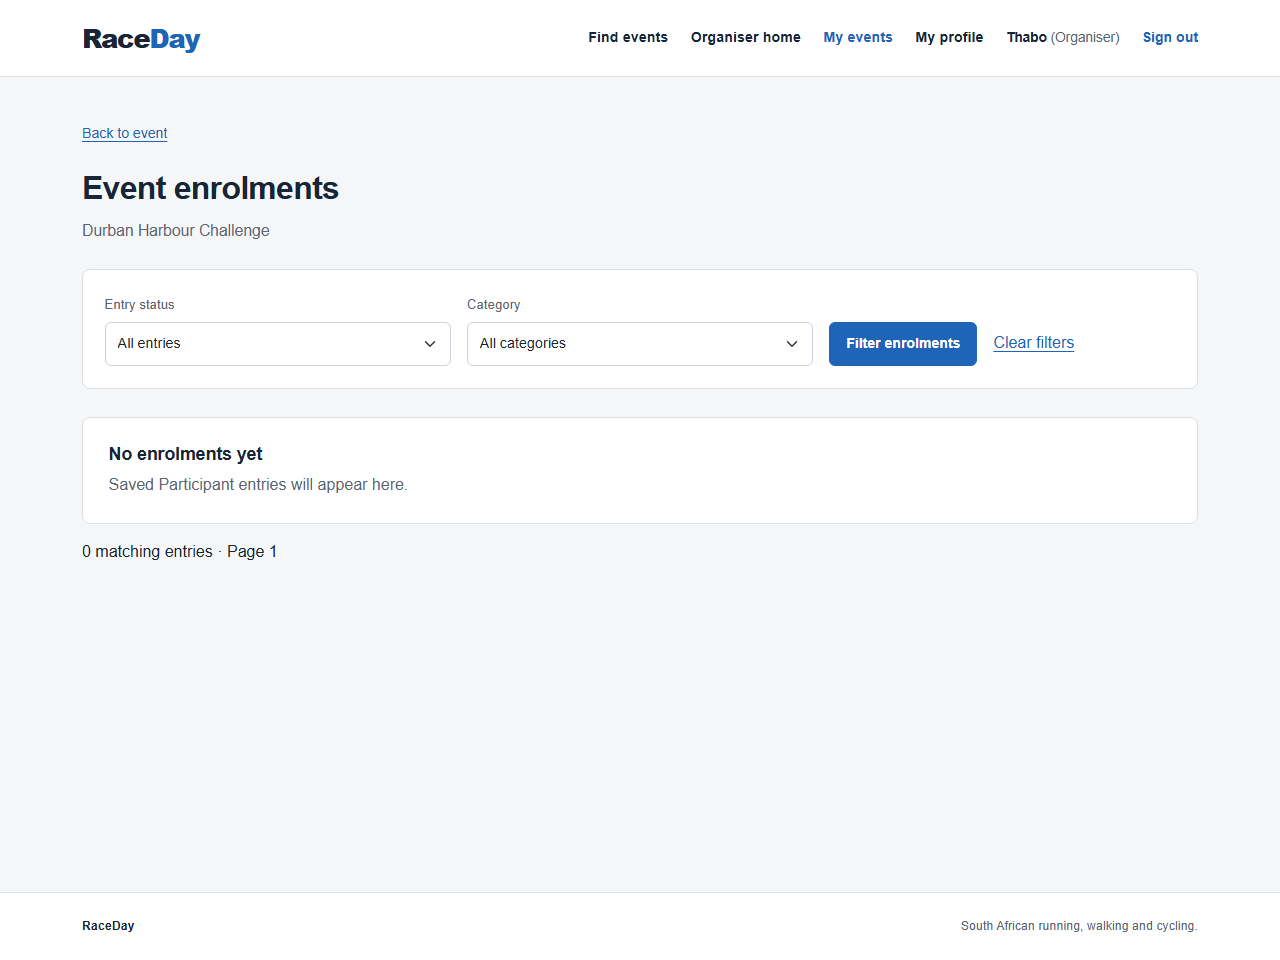 RaceDay
Find events
Organiser home
My events
My profile
Thabo (Organiser)
Sign out
Back to event
Event enrolments
Durban Harbour Challenge
Entry status
Category
All entries
All categories
Filter enrolments
Clear filters
No enrolments yet
Saved Participant entries will appear here.
0 matching entries · Page 1
RaceDay
South African running, walking and cycling.